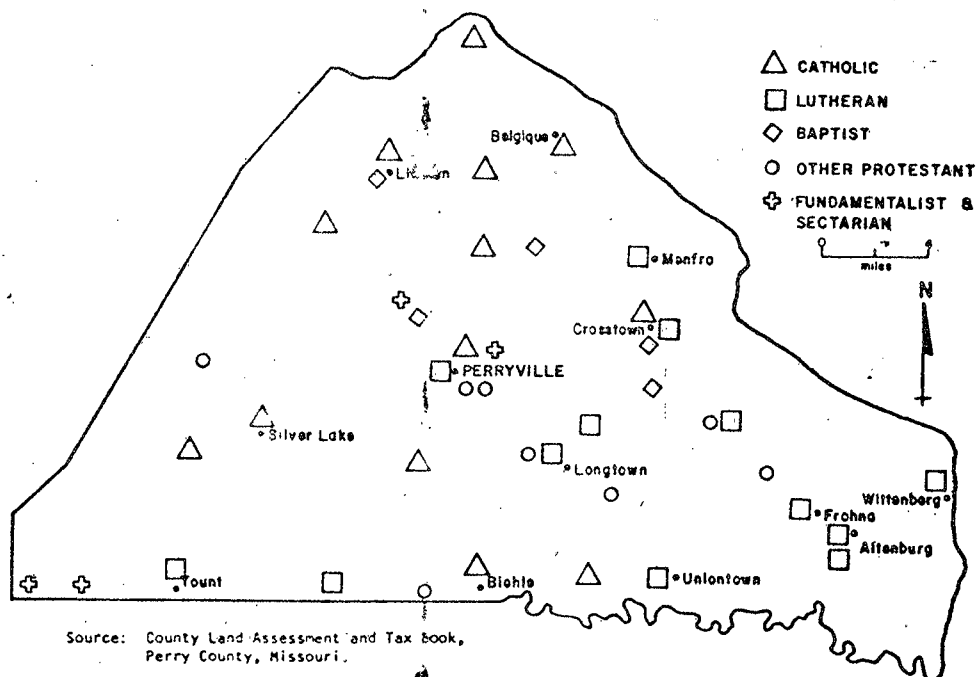 CATHOLIC
LUTHERAN
BAPTIST
OTHER PROTESTANT
FUNDAMENTALIST &
SECTARIAN
0
miles
N
Belgique
Menfro
Crosstown
PERRYVILLE
Silver Lake
Longtown
Wittenberg
Frohna
Altenburg
Yount
Biehle
Uniontown
Source: County Land Assessment and Tax Book,
Perry County, Missouri.